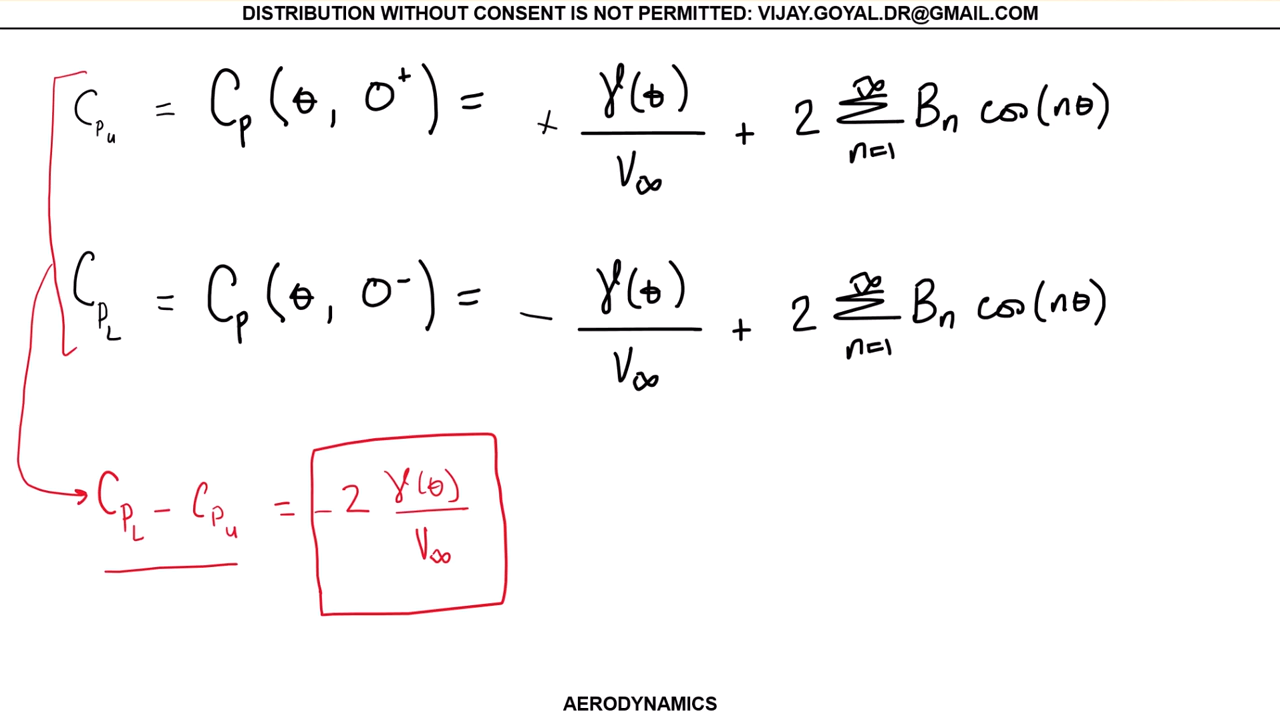 DISTRIBUTION WITHOUT CONSENT IS NOT PERMITTED: VIJAY.GOYAL.DR@GMAIL.COM
C_{p_u} = C_p(θ, 0⁺) = + γ(θ)/V_∞ + 2 ∑_{n=1}^{∞} B_n cos(nθ)
C_{p_L} = C_p(θ, 0⁻) = − γ(θ)/V_∞ + 2 ∑_{n=1}^{∞} B_n cos(nθ)
C_{p_L} − C_{p_u} = −2 γ(θ)/V_∞
AERODYNAMICS